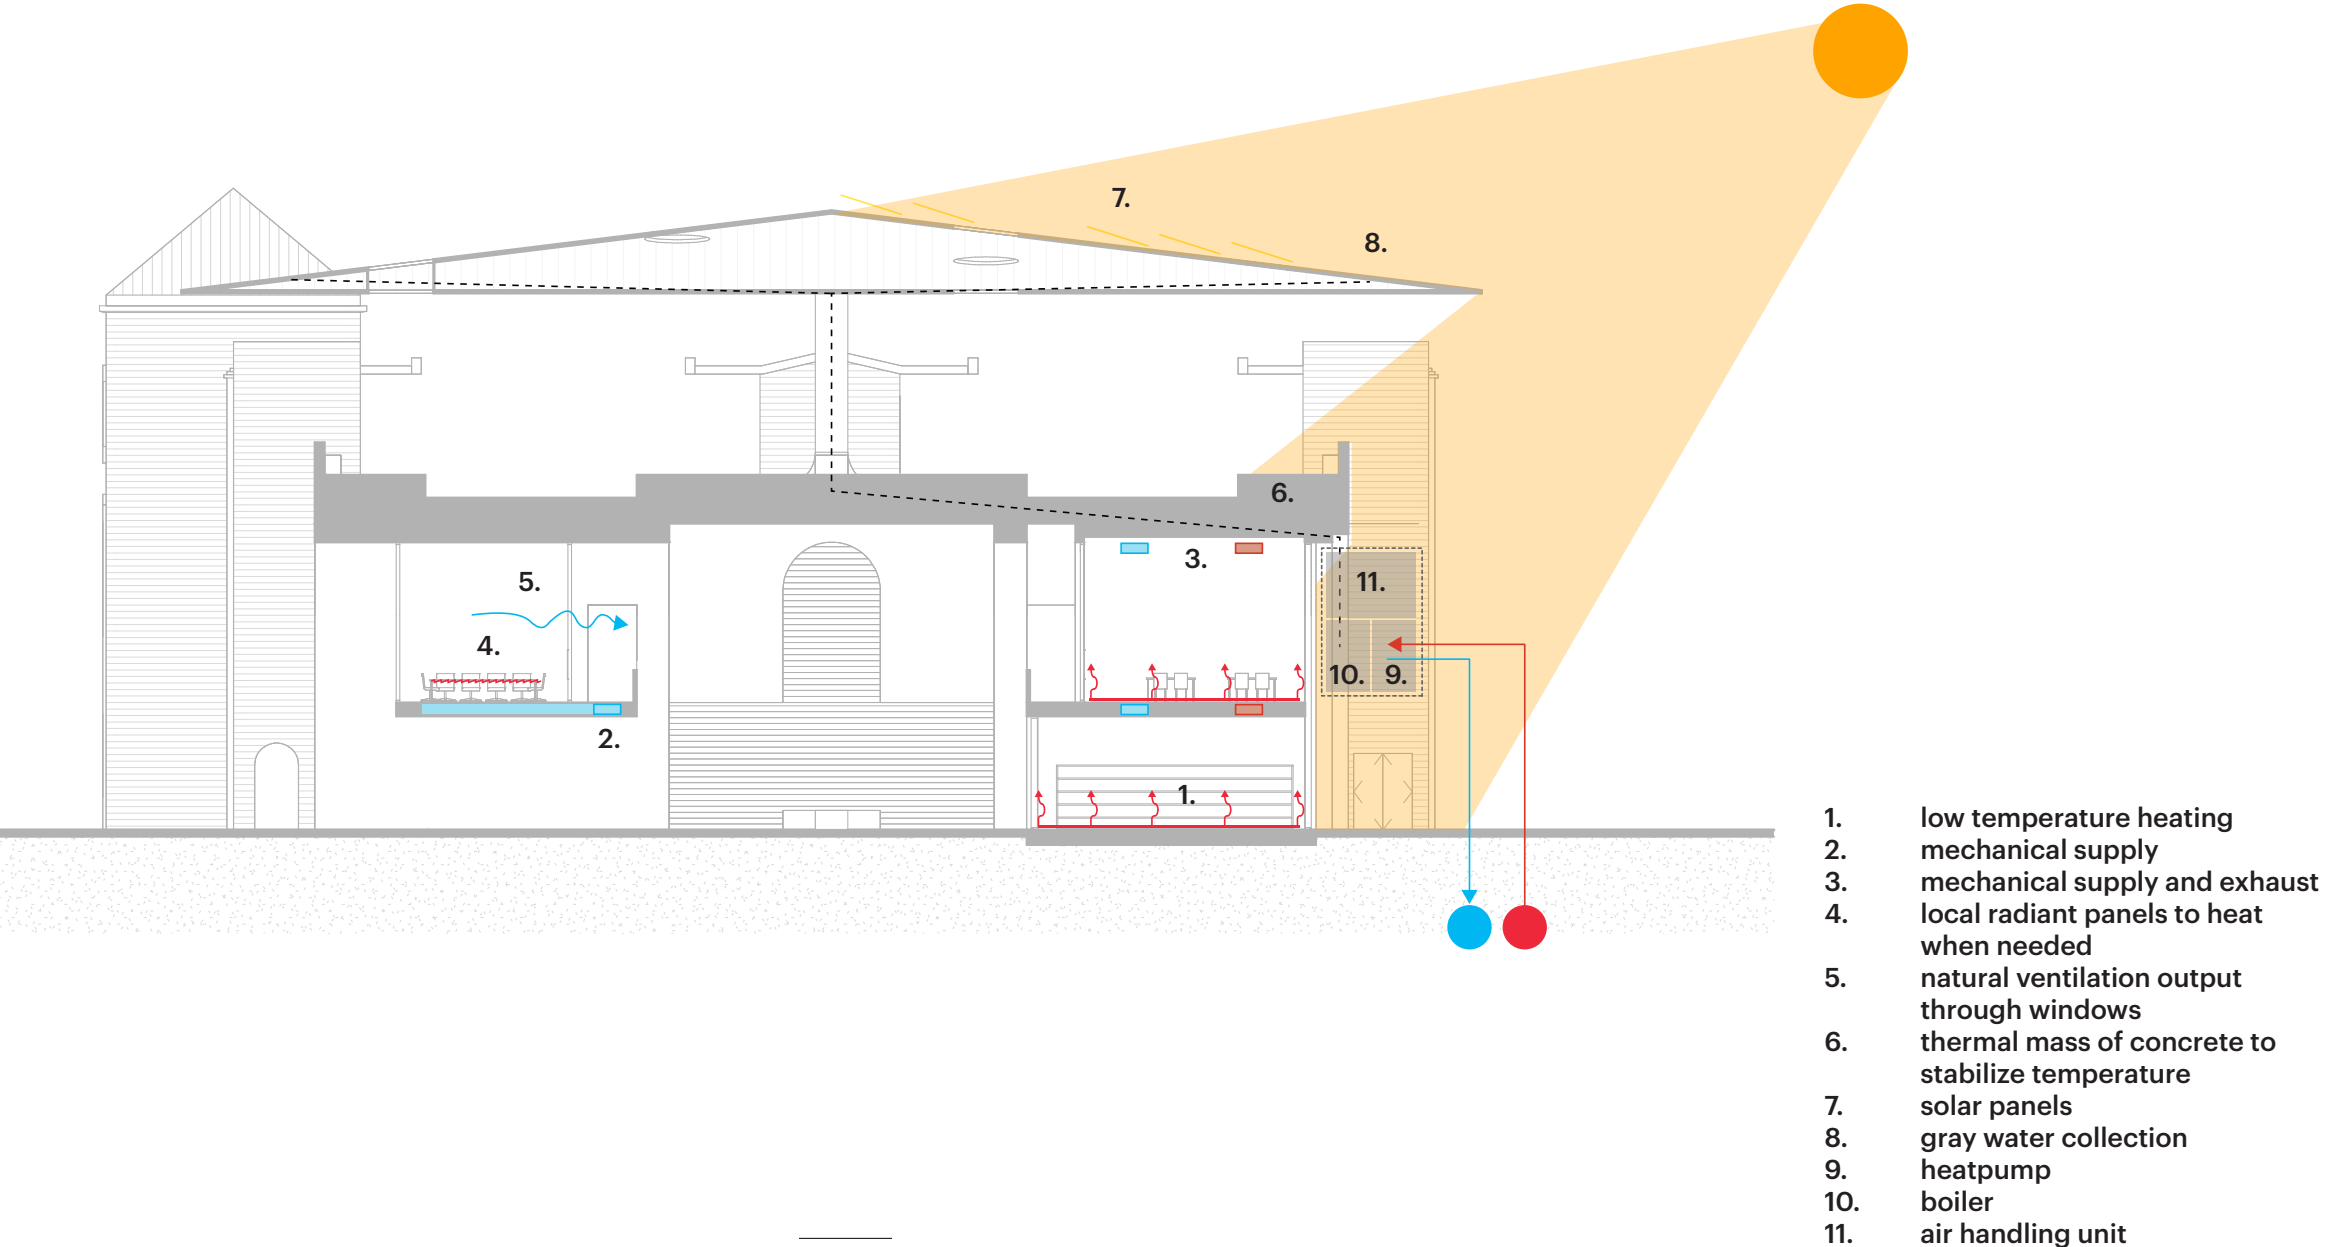 7.
8.
6.
3.
5.
11.
4.
10. 9.
2.
1.
1. low temperature heating
2. mechanical supply
3. mechanical supply and exhaust
4. local radiant panels to heat
when needed
5. natural ventilation output
through windows
6. thermal mass of concrete to
stabilize temperature
7. solar panels
8. gray water collection
9. heatpump
10. boiler
11. air handling unit